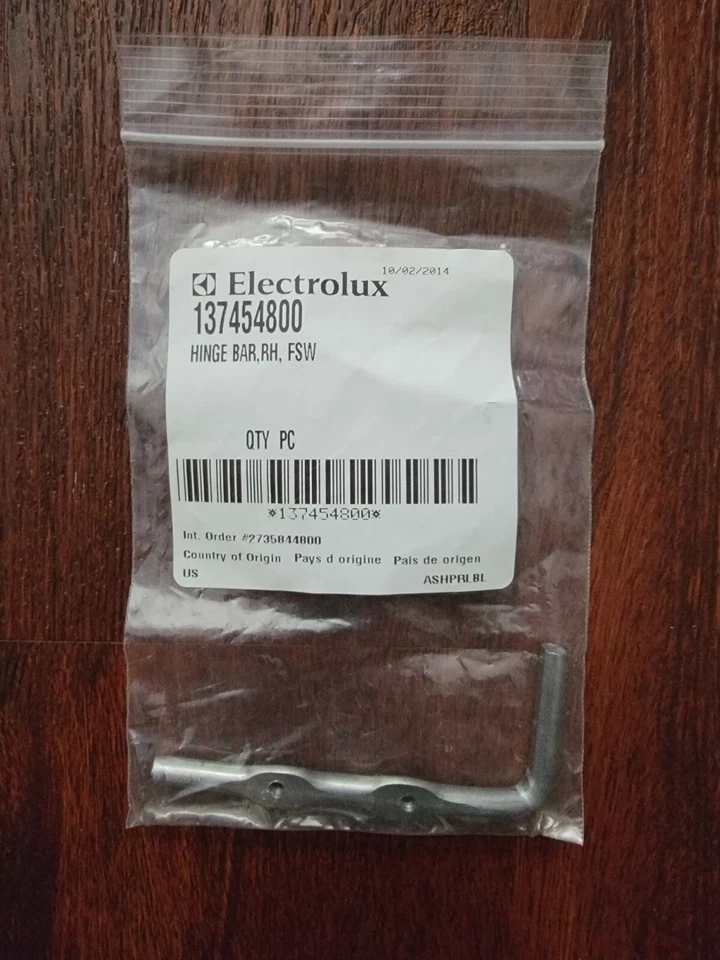 10/02/2014
Electrolux
137454800
HINGE BAR,RH, FSW
QTY PC
*137454800*
Int. Order #2735844800
Country of Origin Pays d origine Pais de origen
US ASHPRLBL